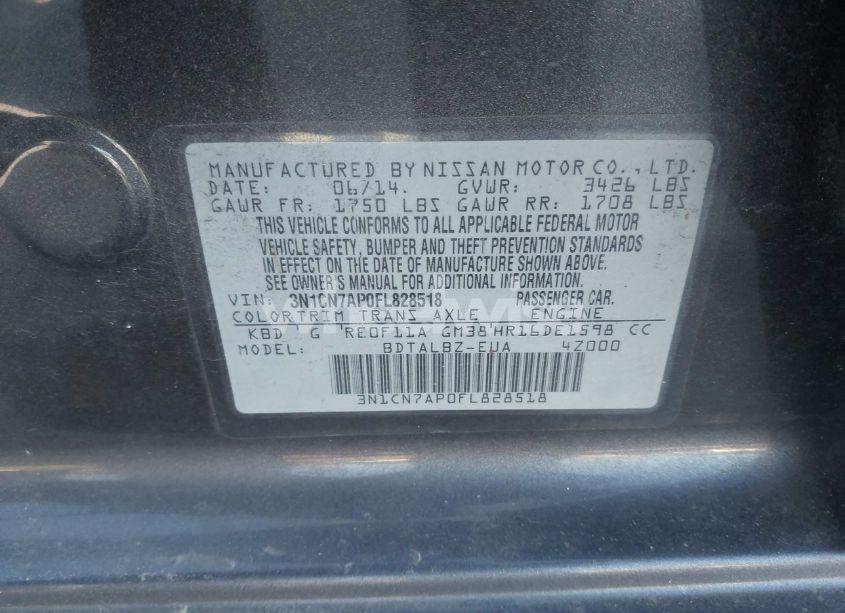 MANUFACTURED BY NISSAN MOTOR CO., LTD.
DATE: 06/14. GVWR: 3426 LBS
GAWR FR: 1750 LBS GAWR RR: 1708 LBS
THIS VEHICLE CONFORMS TO ALL APPLICABLE FEDERAL MOTOR
VEHICLE SAFETY, BUMPER AND THEFT PREVENTION STANDARDS
IN EFFECT ON THE DATE OF MANUFACTURE SHOWN ABOVE.
SEE OWNER'S MANUAL FOR ADDITIONAL INFORMATION.
VIN: 3N1CN7AP0FL828518 PASSENGER CAR.
COLOR TRIM TRANS AXLE ENGINE
KBD G RE0F11A GM38 HR16DE1598 CC
MODEL: BDTALBZ-EUA 4Z000
3N1CN7AP0FL828518